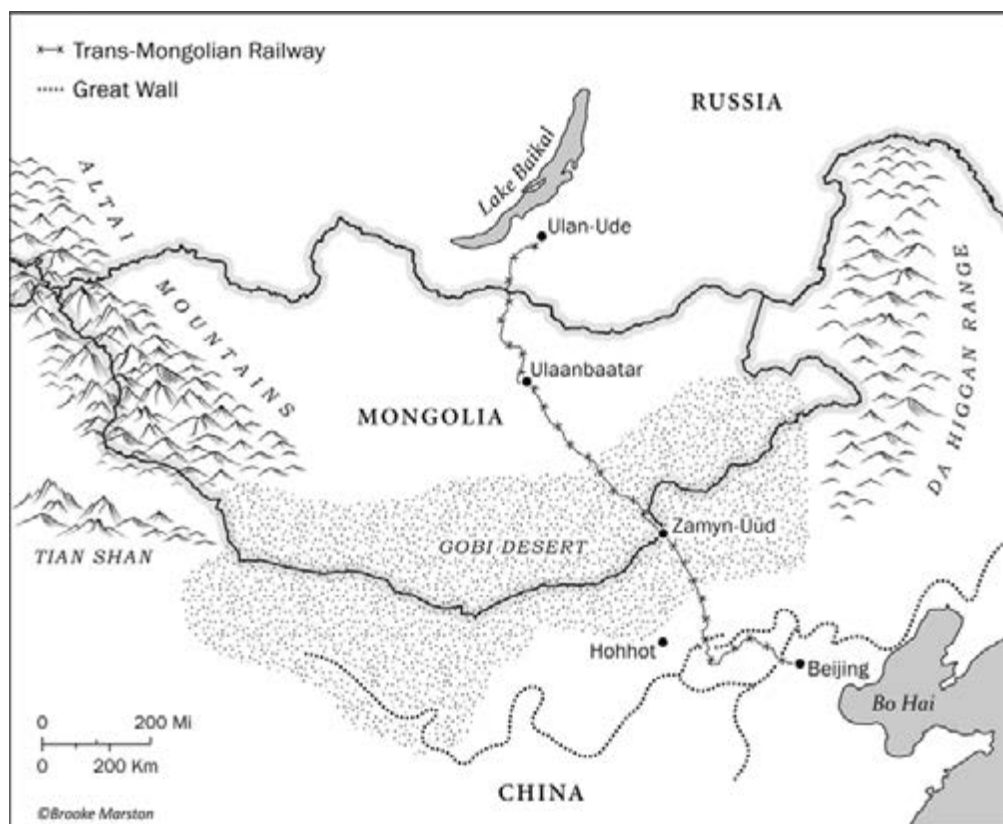 Trans-Mongolian Railway
Great Wall
RUSSIA
Lake Baikal
ALTAI
MOUNTAINS
Ulan-Ude
Ulaanbaatar
MONGOLIA
DA HIGGAN RANGE
Zamyn-Uüd
GOBI DESERT
TIAN SHAN
Hohhot
Beijing
Bo Hai
0 200 Mi
0 200 Km
CHINA
©Brooke Marston